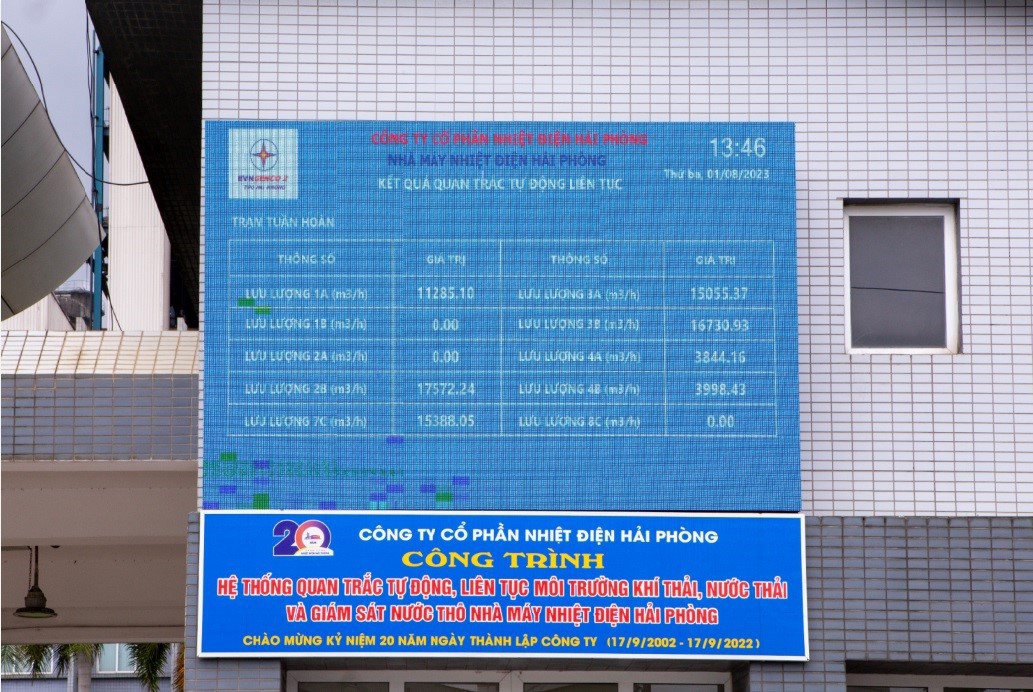 CÔNG TY CỔ PHẦN NHIỆT ĐIỆN HẢI PHÒNG
NHÀ MÁY NHIỆT ĐIỆN HẢI PHÒNG
KẾT QUẢ QUAN TRẮC TỰ ĐỘNG LIÊN TỤC
13:46
Thứ ba, 01/08/2023
EVNGENCO 2
TRẠM TUẦN HOÀN
THÔNG SỐ GIÁ TRỊ THÔNG SỐ GIÁ TRỊ
LƯU LƯỢNG 1A (m3/h) 11285.10 LƯU LƯỢNG 3A (m3/h) 15055.37
LƯU LƯỢNG 1B (m3/h) 0.00 LƯU LƯỢNG 3B (m3/h) 16730.93
LƯU LƯỢNG 2A (m3/h) 0.00 LƯU LƯỢNG 4A (m3/h) 3844.16
LƯU LƯỢNG 2B (m3/h) 17572.24 LƯU LƯỢNG 4B (m3/h) 3998.43
LƯU LƯỢNG 7C (m3/h) 15388.05 LƯU LƯỢNG 8C (m3/h) 0.00
20 CÔNG TY CỔ PHẦN NHIỆT ĐIỆN HẢI PHÒNG
CÔNG TRÌNH
HỆ THỐNG QUAN TRẮC TỰ ĐỘNG, LIÊN TỤC MÔI TRƯỜNG KHÍ THẢI, NƯỚC THẢI
VÀ GIÁM SÁT NƯỚC THÔ NHÀ MÁY NHIỆT ĐIỆN HẢI PHÒNG
CHÀO MỪNG KỶ NIỆM 20 NĂM NGÀY THÀNH LẬP CÔNG TY (17/9/2002 - 17/9/2022)